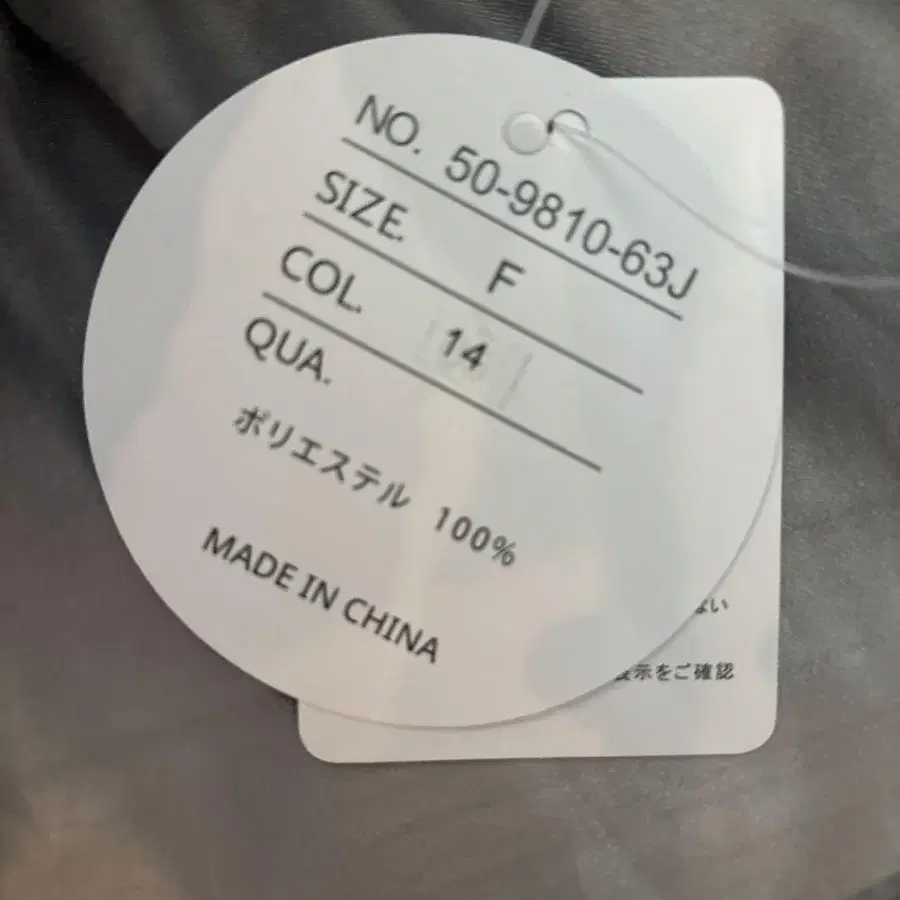 NO. 50-9810-63J
SIZE. F
COL. 14
QUA.
ポリエステル 100%
MADE IN CHINA
ない
示をご確認